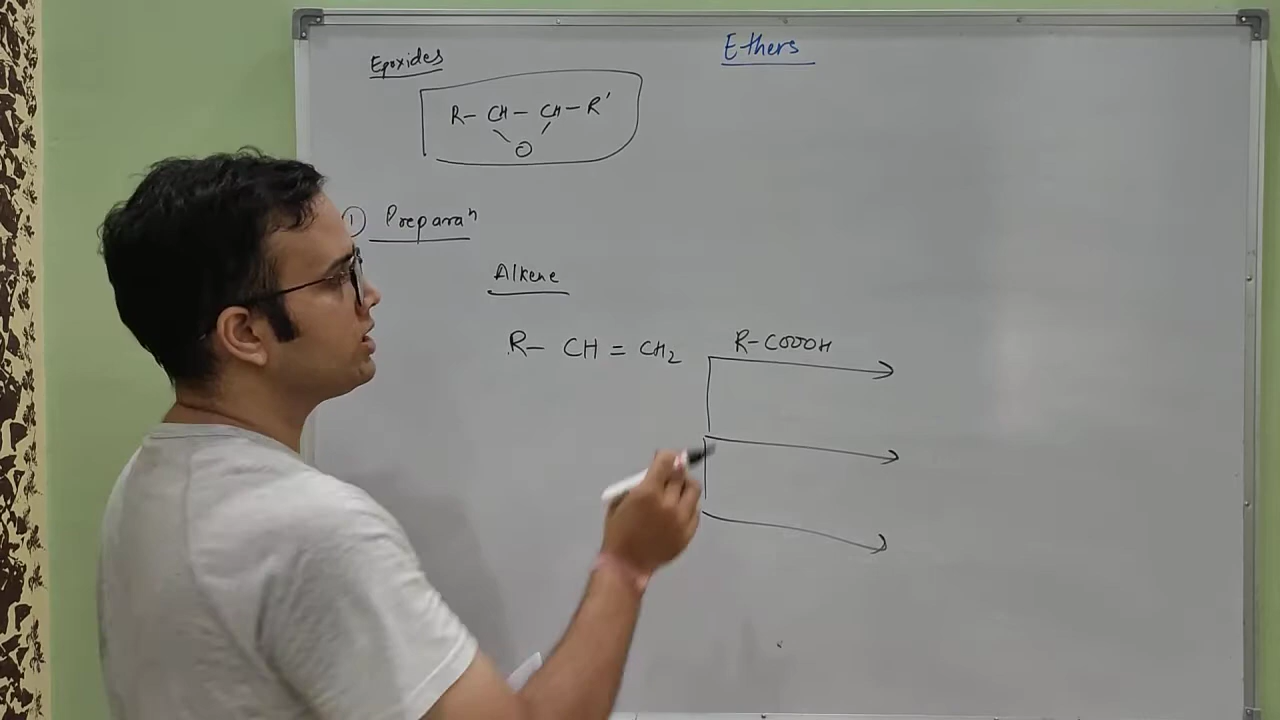 Ethers
Epoxides
R- CH - CH - R'
O
① Preparaⁿ
Alkene
R- CH = CH₂
R-COOOH